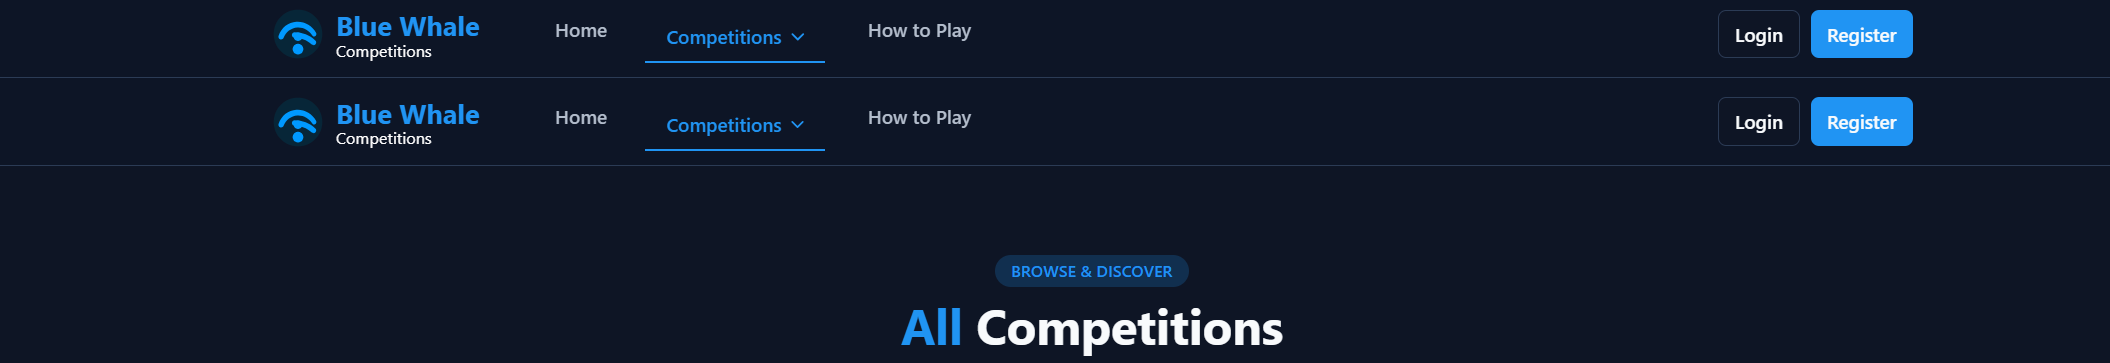 Blue Whale
Competitions
Home
Competitions
How to Play
Login
Register
Blue Whale
Competitions
Home
Competitions
How to Play
Login
Register
BROWSE & DISCOVER
All Competitions